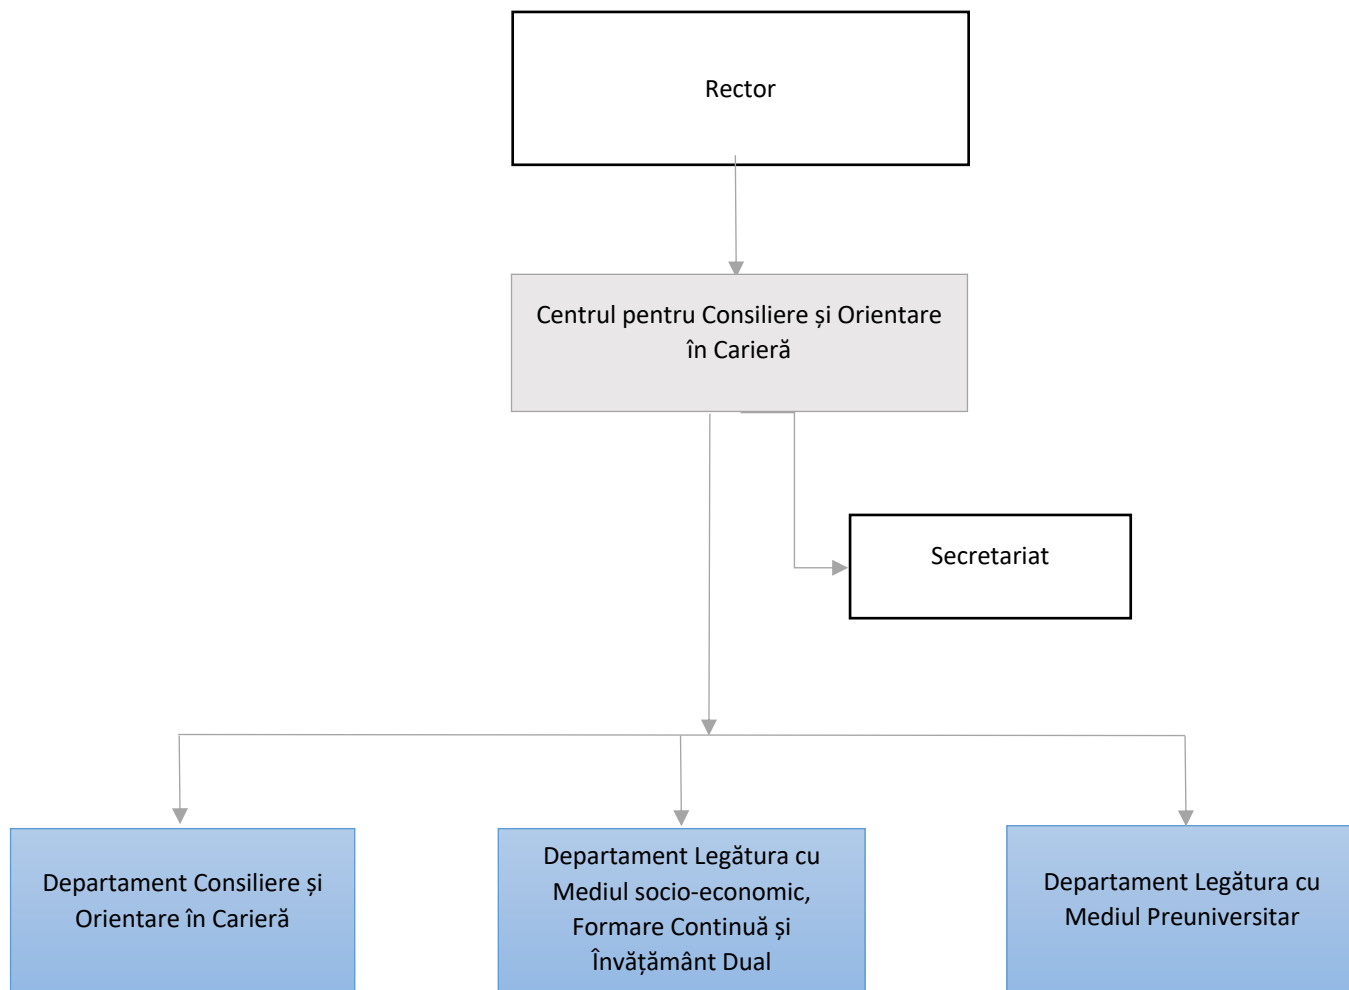 Rector
Centrul pentru Consiliere și Orientare
în Carieră
Secretariat
Departament Consiliere și
Orientare în Carieră
Departament Legătura cu
Mediul socio-economic,
Formare Continuă și
Învățământ Dual
Departament Legătura cu
Mediul Preuniversitar